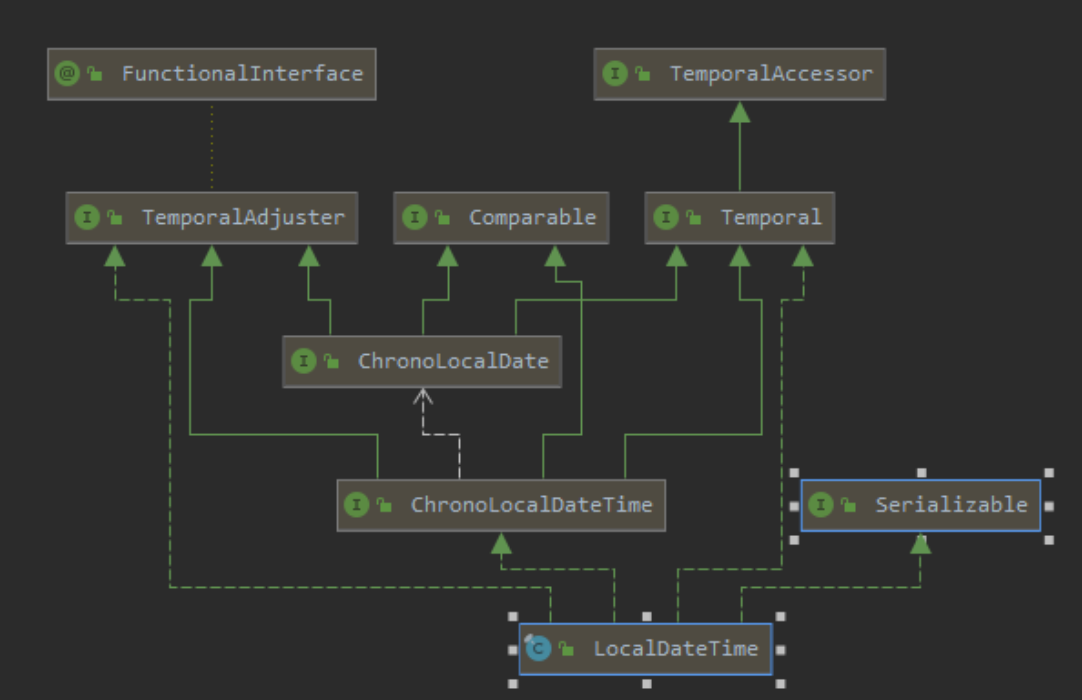 @ FunctionalInterface
I TemporalAccessor
I TemporalAdjuster
I Comparable
I Temporal
I ChronoLocalDate
I ChronoLocalDateTime
I Serializable
C LocalDateTime